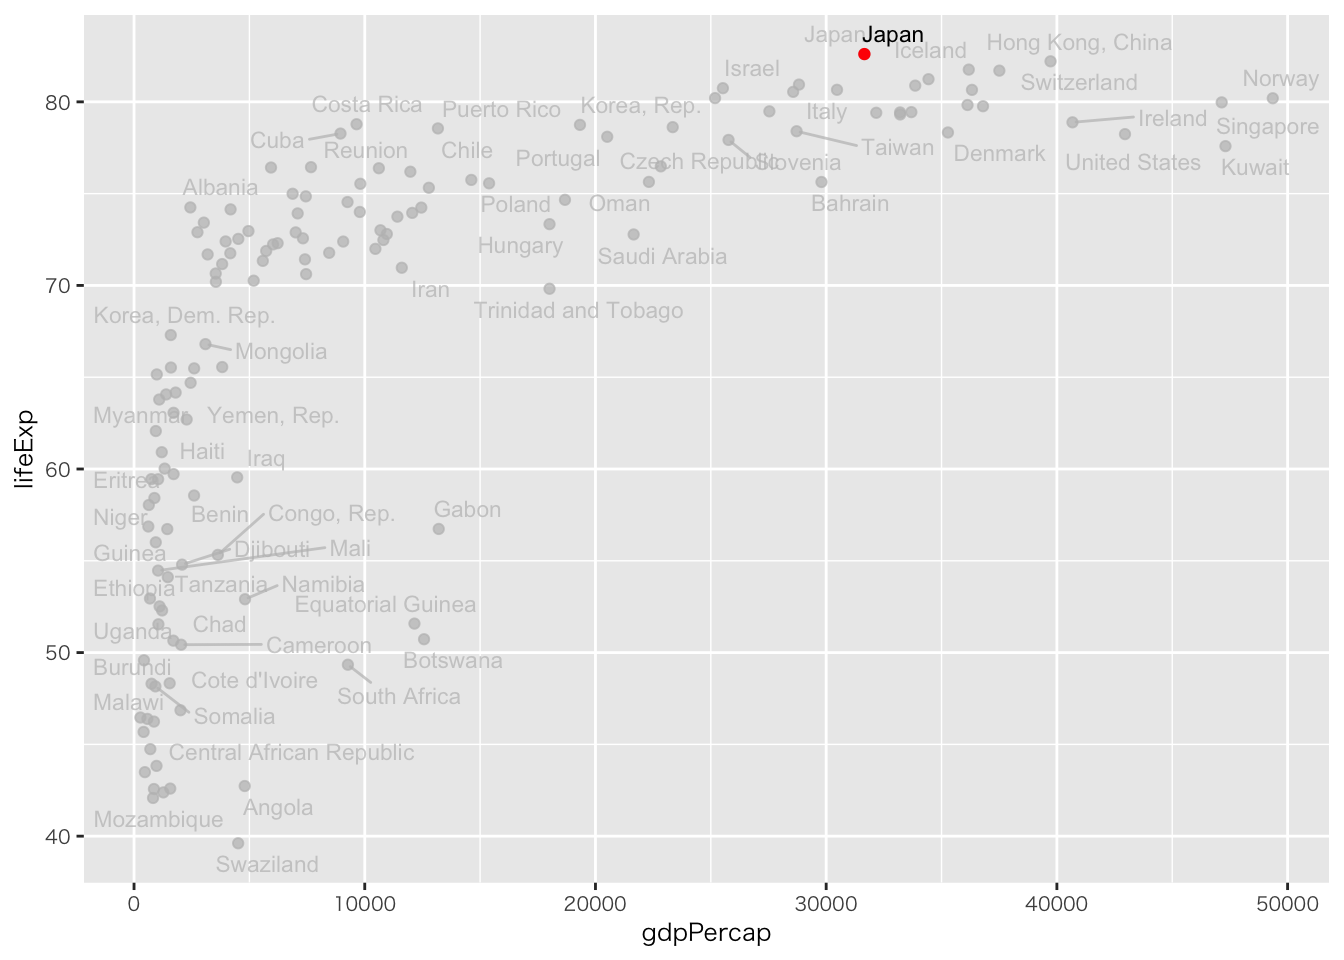 Japan
Japan
Iceland
Hong Kong, China
Israel
Switzerland
Norway
80
Costa Rica
Puerto Rico
Korea, Rep.
Italy
Ireland
Singapore
Cuba
Reunion
Chile
Taiwan
Denmark
Portugal
Czech Republic
Slovenia
United States
Kuwait
Albania
Poland
Oman
Bahrain
Hungary
Saudi Arabia
70
Iran
Trinidad and Tobago
Korea, Dem. Rep.
Mongolia
Myanmar
Yemen, Rep.
Haiti
Iraq
60
Eritrea
Niger
Benin
Congo, Rep.
Gabon
Guinea
Djibouti
Mali
Ethiopia
Tanzania
Namibia
Equatorial Guinea
Uganda
Chad
50
Cameroon
Botswana
Burundi
Cote d'Ivoire
South Africa
Malawi
Somalia
Central African Republic
Angola
Mozambique
40
Swaziland
lifeExp
0
10000
20000
30000
40000
50000
gdpPercap